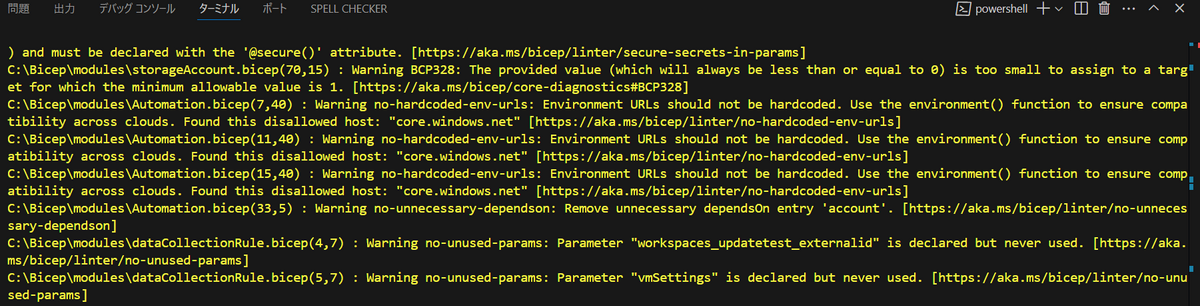 問題 出力 デバッグ コンソール ターミナル ポート SPELL CHECKER powershell
) and must be declared with the '@secure()' attribute. [https://aka.ms/bicep/linter/secure-secrets-in-params]
C:\Bicep\modules\storageAccount.bicep(70,15) : Warning BCP328: The provided value (which will always be less than or equal to 0) is too small to assign to a targ
et for which the minimum allowable value is 1. [https://aka.ms/bicep/core-diagnostics#BCP328]
C:\Bicep\modules\Automation.bicep(7,40) : Warning no-hardcoded-env-urls: Environment URLs should not be hardcoded. Use the environment() function to ensure compa
tibility across clouds. Found this disallowed host: "core.windows.net" [https://aka.ms/bicep/linter/no-hardcoded-env-urls]
C:\Bicep\modules\Automation.bicep(11,40) : Warning no-hardcoded-env-urls: Environment URLs should not be hardcoded. Use the environment() function to ensure comp
atibility across clouds. Found this disallowed host: "core.windows.net" [https://aka.ms/bicep/linter/no-hardcoded-env-urls]
C:\Bicep\modules\Automation.bicep(15,40) : Warning no-hardcoded-env-urls: Environment URLs should not be hardcoded. Use the environment() function to ensure comp
atibility across clouds. Found this disallowed host: "core.windows.net" [https://aka.ms/bicep/linter/no-hardcoded-env-urls]
C:\Bicep\modules\Automation.bicep(33,5) : Warning no-unnecessary-dependson: Remove unnecessary dependsOn entry 'account'. [https://aka.ms/bicep/linter/no-unneces
sary-dependson]
C:\Bicep\modules\dataCollectionRule.bicep(4,7) : Warning no-unused-params: Parameter "workspaces_updatetest_externalid" is declared but never used. [https://aka.
ms/bicep/linter/no-unused-params]
C:\Bicep\modules\dataCollectionRule.bicep(5,7) : Warning no-unused-params: Parameter "vmSettings" is declared but never used. [https://aka.ms/bicep/linter/no-unu
sed-params]